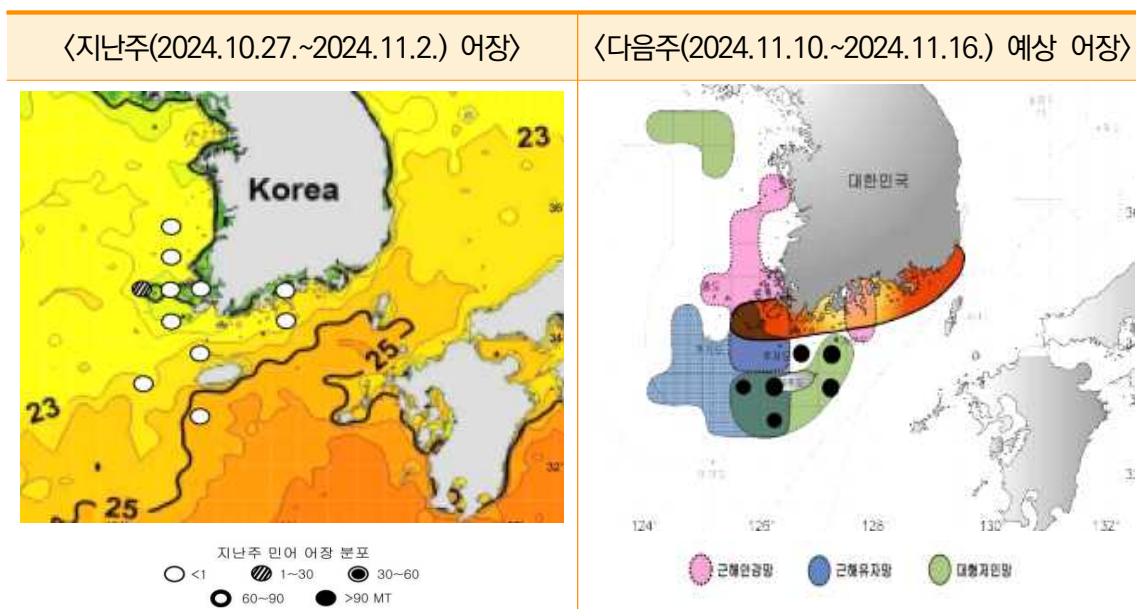 〈지난주(2024.10.27.~2024.11.2.) 어장〉
〈다음주(2024.11.10.~2024.11.16.) 예상 어장〉
23
Korea
36°
34
25
23
32°
25
지난주 민어 어장 분포
<1
1~30
30~60
60~90
>90 MT
대한민국
124°
126°
128
130
132°
근해안강망
근해유자망
대형저인망